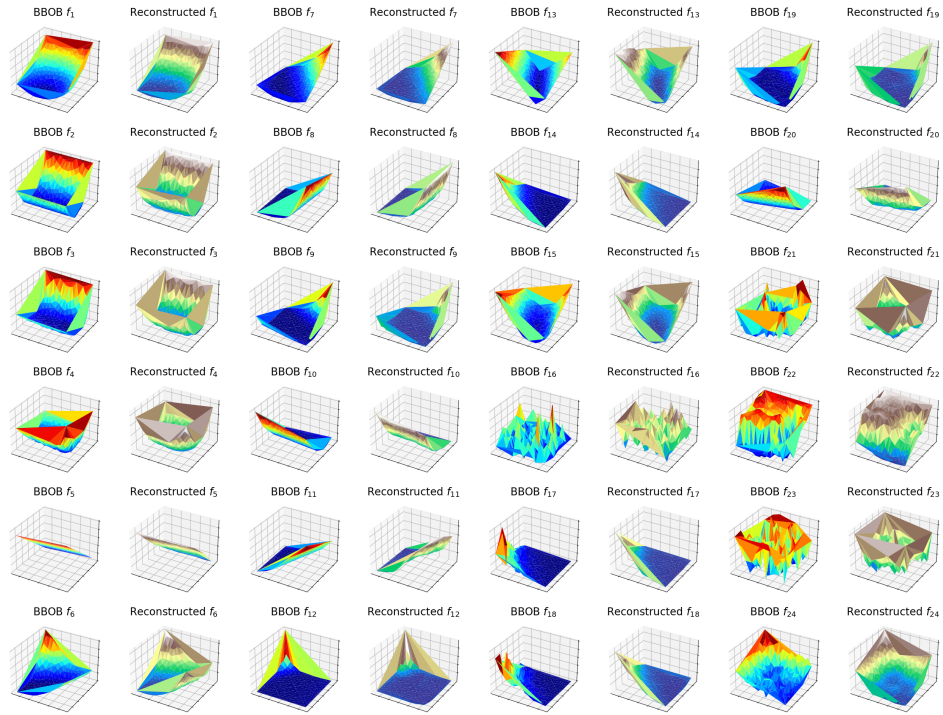 BBOB f1 Reconstructed f1 BBOB f7 Reconstructed f7 BBOB f13 Reconstructed f13 BBOB f19 Reconstructed f19
BBOB f2 Reconstructed f2 BBOB f8 Reconstructed f8 BBOB f14 Reconstructed f14 BBOB f20 Reconstructed f20
BBOB f3 Reconstructed f3 BBOB f9 Reconstructed f9 BBOB f15 Reconstructed f15 BBOB f21 Reconstructed f21
BBOB f4 Reconstructed f4 BBOB f10 Reconstructed f10 BBOB f16 Reconstructed f16 BBOB f22 Reconstructed f22
BBOB f5 Reconstructed f5 BBOB f11 Reconstructed f11 BBOB f17 Reconstructed f17 BBOB f23 Reconstructed f23
BBOB f6 Reconstructed f6 BBOB f12 Reconstructed f12 BBOB f18 Reconstructed f18 BBOB f24 Reconstructed f24